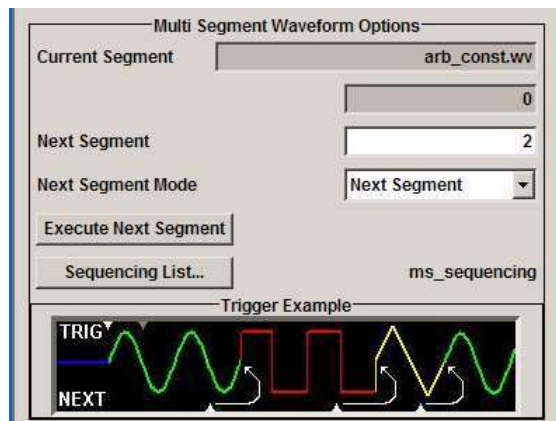 Multi Segment Waveform Options
Current Segment arb_const.wv
0
Next Segment 2
Next Segment Mode Next Segment
Execute Next Segment
Sequencing List... ms_sequencing
Trigger Example
TRIG
NEXT